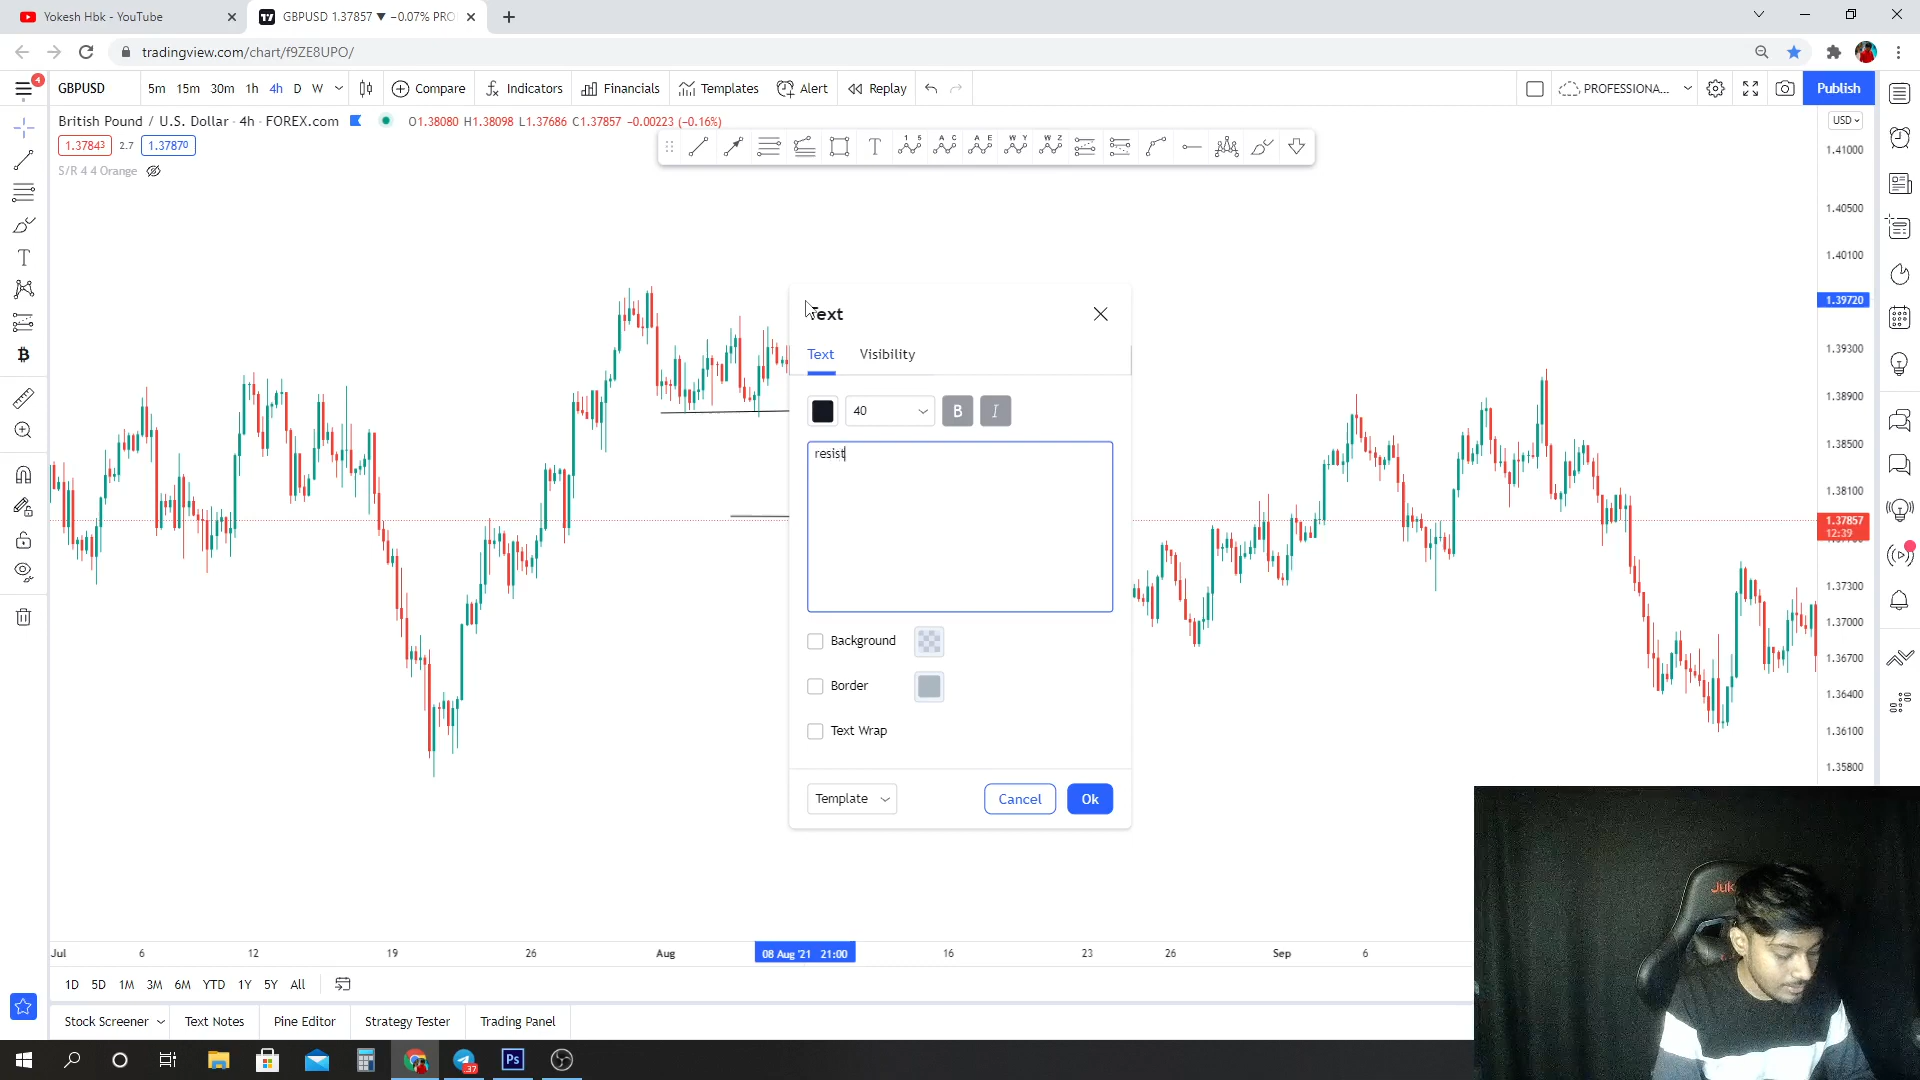 Yokesh Hbk - YouTube
GBPUSD 1.37857 ▼ −0.07% PRO
tradingview.com/chart/f9ZE8UPO/
4
GBPUSD
5m 15m 30m 1h 4h D W
Compare
Indicators
Financials
Templates
Alert
Replay
PROFESSIONA...
Publish
British Pound / U.S. Dollar · 4h · FOREX.com
O1.38080 H1.38098 L1.37686 C1.37857 −0.00223 (−0.16%)
USD
1.37843 2.7 1.37870
S/R 4 4 Orange
1.41000
1.40500
1.40100
1.39720
1.39300
1.38900
1.38500
1.38100
1.37857
12:39
1.37300
1.37000
1.36700
1.36400
1.36100
1.35800
Text
Text Visibility
40 B I
resist
Background
Border
Text Wrap
Template
Cancel
Ok
Jul 6 12 19 26 Aug 08 Aug '21 21:00 16 23 26 Sep 6
1D 5D 1M 3M 6M YTD 1Y 5Y All
Stock Screener Text Notes Pine Editor Strategy Tester Trading Panel
Ps